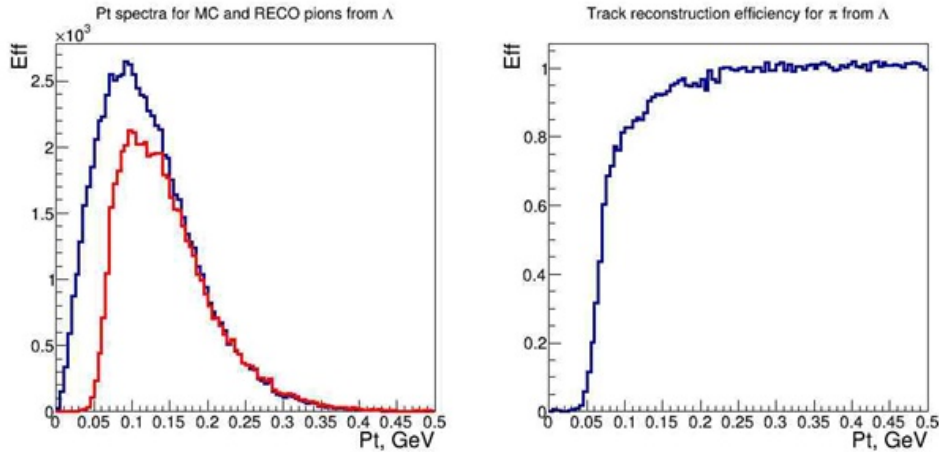 Pt spectra for MC and RECO pions from Λ
×10³
Eff
2.5
2
1.5
1
0.5
0
0 0.05 0.1 0.15 0.2 0.25 0.3 0.35 0.4 0.45 0.5
Pt, GeV
Track reconstruction efficiency for π from Λ
Eff
1
0.8
0.6
0.4
0.2
0
0 0.05 0.1 0.15 0.2 0.25 0.3 0.35 0.4 0.45 0.5
Pt, GeV